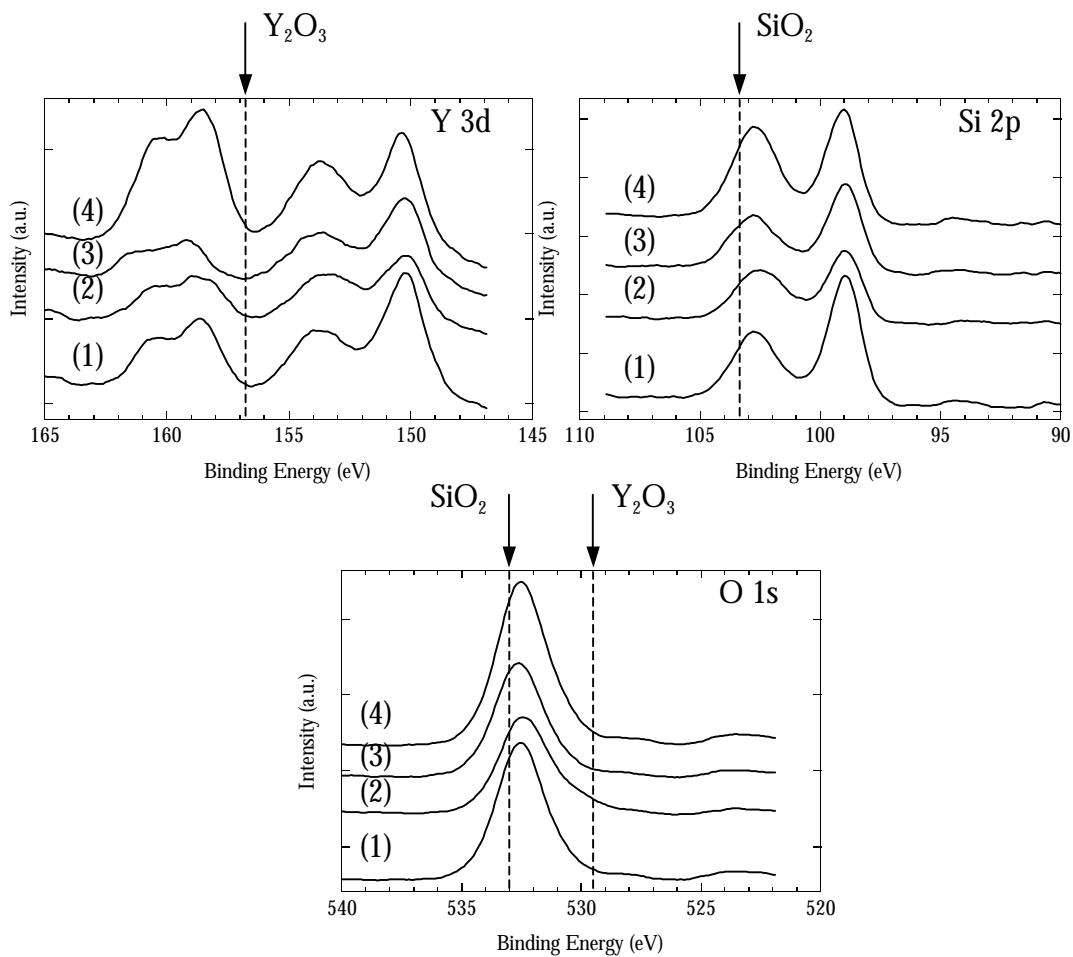 Y₂O₃
SiO₂
Y 3d
Si 2p
Intensity (a.u.)
(4)
(3)
(2)
(1)
165 160 155 150 145
Binding Energy (eV)
Intensity (a.u.)
(4)
(3)
(2)
(1)
110 105 100 95 90
Binding Energy (eV)
SiO₂
Y₂O₃
O 1s
Intensity (a.u.)
(4)
(3)
(2)
(1)
540 535 530 525 520
Binding Energy (eV)